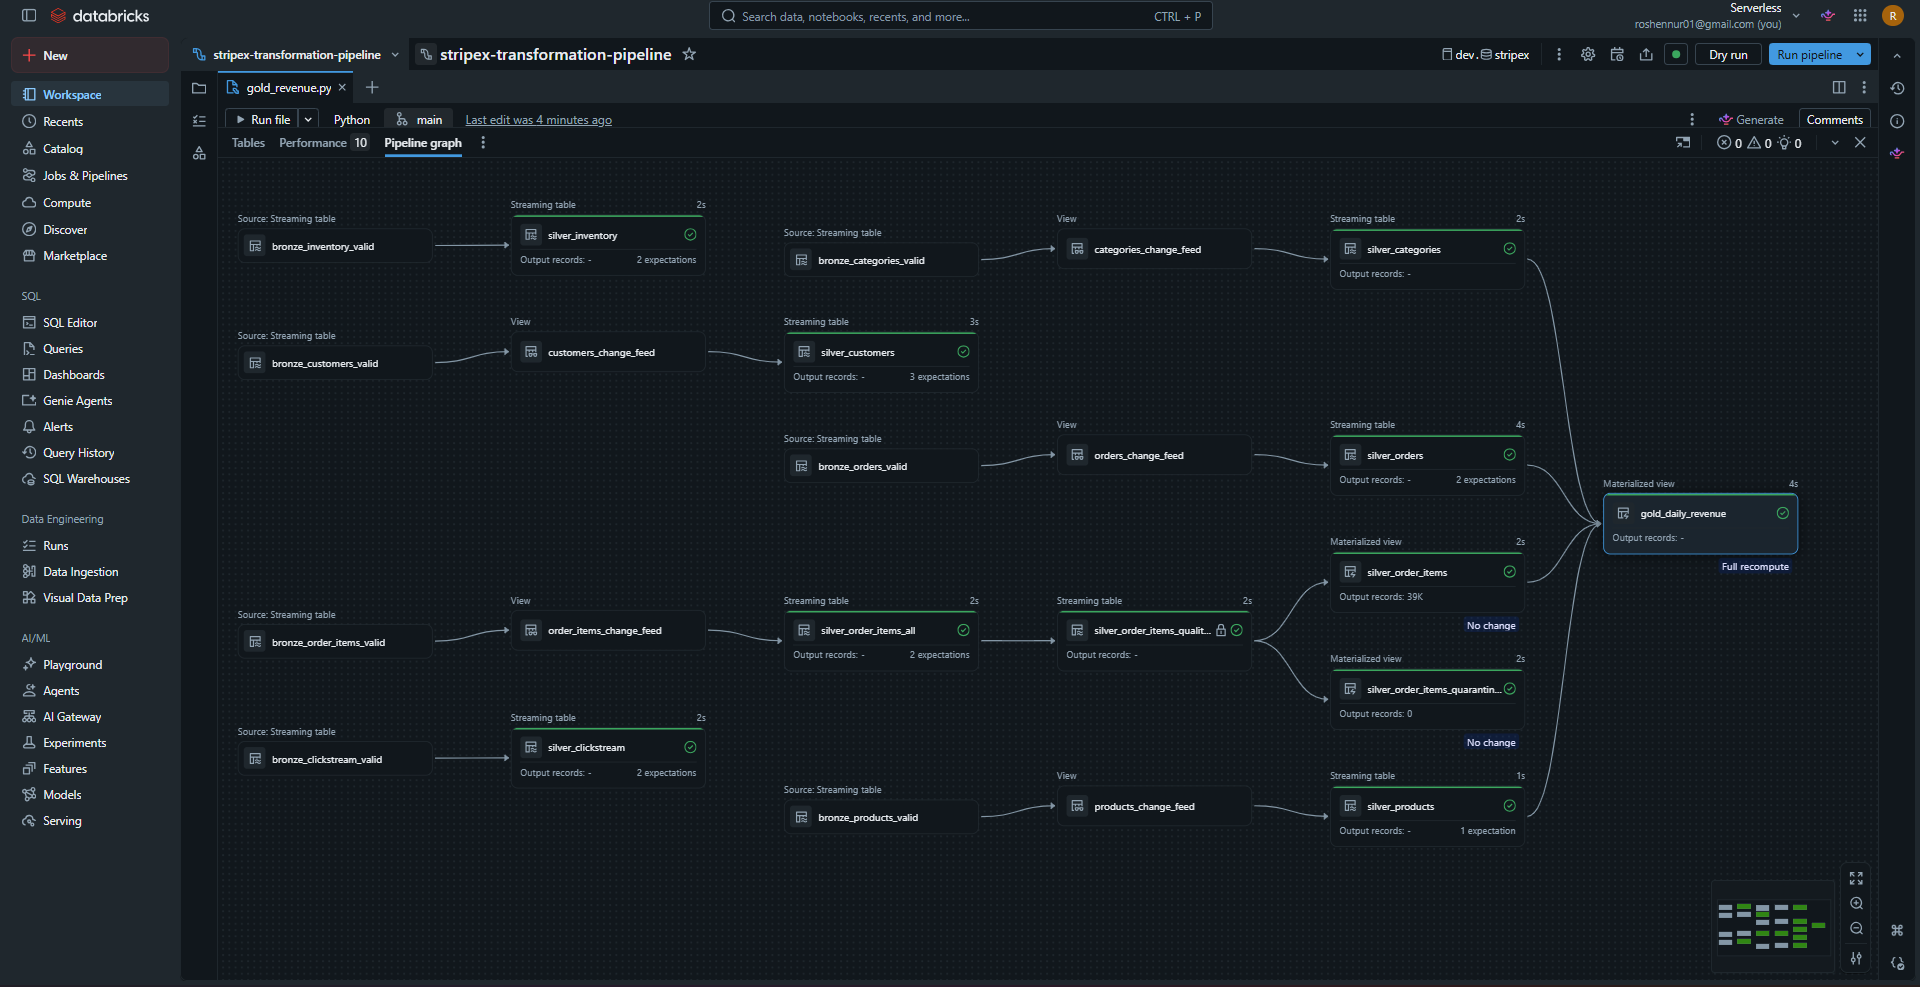 databricks
Search data, notebooks, recents, and more...
CTRL + P
Serverless
roshennur01@gmail.com (you)
R
New
Workspace
Recents
Catalog
Jobs & Pipelines
Compute
Discover
Marketplace
SQL
SQL Editor
Queries
Dashboards
Genie Agents
Alerts
Query History
SQL Warehouses
Data Engineering
Runs
Data Ingestion
Visual Data Prep
AI/ML
Playground
Agents
AI Gateway
Experiments
Features
Models
Serving
stripex-transformation-pipeline
stripex-transformation-pipeline
dev.
stripex
Dry run
Run pipeline
gold_revenue.py
Run file
Python
main
Last edit was 4 minutes ago
Generate
Comments
Tables
Performance 10
Pipeline graph
0
0
0
Source: Streaming table
bronze_inventory_valid
Streaming table 2s
silver_inventory
Output records: - 2 expectations
Source: Streaming table
bronze_categories_valid
View
categories_change_feed
Streaming table 2s
silver_categories
Output records: -
Source: Streaming table
bronze_customers_valid
View
customers_change_feed
Streaming table 3s
silver_customers
Output records: - 3 expectations
Source: Streaming table
bronze_orders_valid
View
orders_change_feed
Streaming table 4s
silver_orders
Output records: - 2 expectations
Materialized view 4s
gold_daily_revenue
Output records: -
Full recompute
Source: Streaming table
bronze_order_items_valid
View
order_items_change_feed
Streaming table 2s
silver_order_items_all
Output records: - 2 expectations
Streaming table 2s
silver_order_items_qualit...
Output records: -
Materialized view 2s
silver_order_items
Output records: 39K
No change
Materialized view 2s
silver_order_items_quarantin...
Output records: 0
No change
Source: Streaming table
bronze_clickstream_valid
Streaming table 2s
silver_clickstream
Output records: - 2 expectations
Source: Streaming table
bronze_products_valid
View
products_change_feed
Streaming table 1s
silver_products
Output records: - 1 expectation